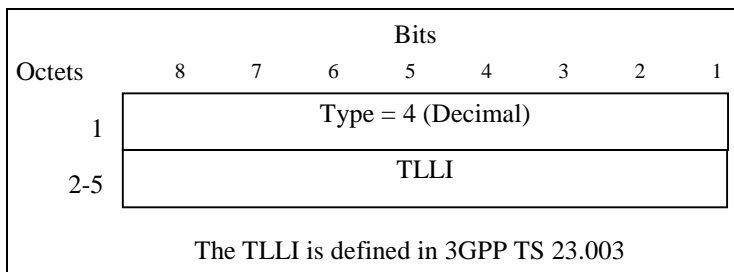 Bits
Octets 8 7 6 5 4 3 2 1
1 Type = 4 (Decimal)
2-5 TLLI
The TLLI is defined in 3GPP TS 23.003